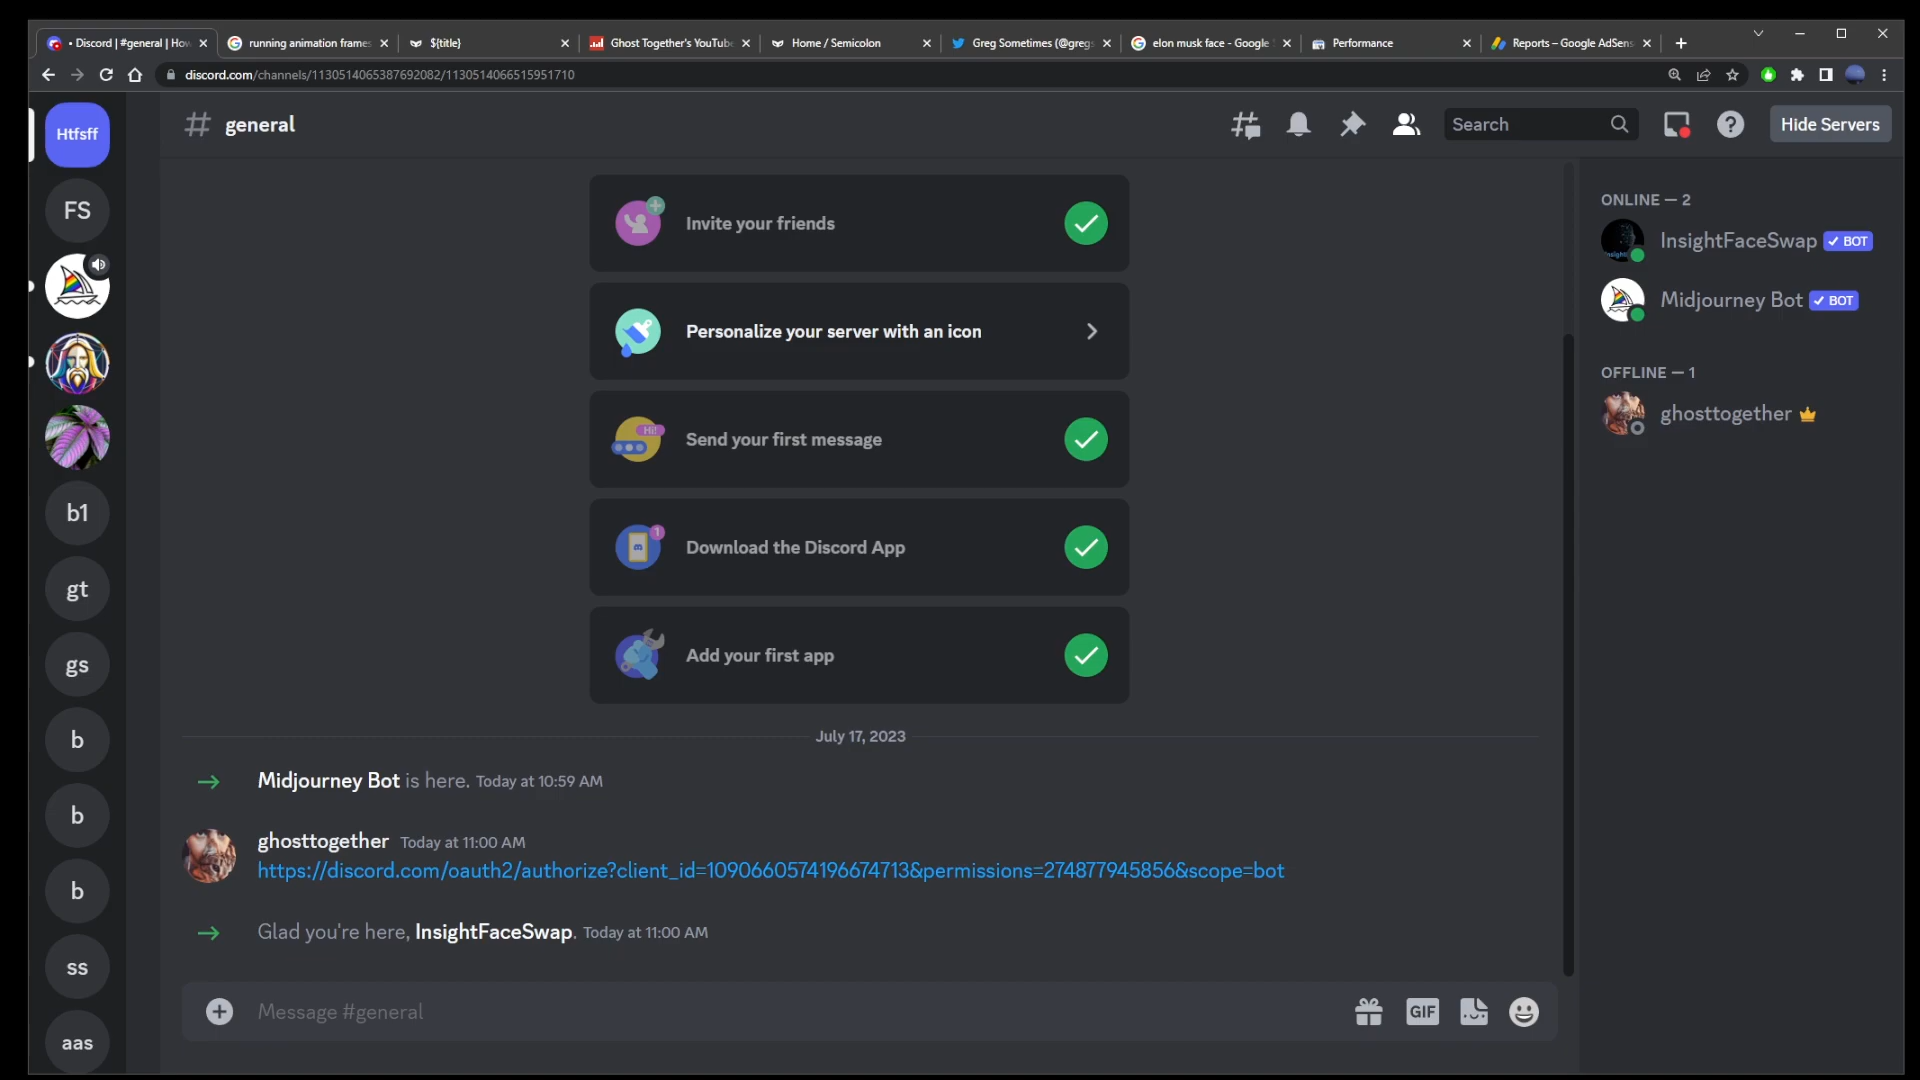 • Discord | #general | How
running animation frames
${title}
Ghost Together's YouTube
Home / Semicolon
Greg Sometimes (@gregs
elon musk face - Google
Performance
Reports – Google AdSens
discord.com/channels/1130514065387692082/1130514066515951710
Htfsff
FS
b1
gt
gs
b
b
b
ss
aas
general
Search
Hide Servers
Invite your friends
Personalize your server with an icon
Hi!
Send your first message
1
Download the Discord App
Add your first app
July 17, 2023
Midjourney Bot is here. Today at 10:59 AM
ghosttogether Today at 11:00 AM
https://discord.com/oauth2/authorize?client_id=1090660574196674713&permissions=274877945856&scope=bot
Glad you're here, InsightFaceSwap. Today at 11:00 AM
Message #general
GIF
ONLINE — 2
InsightFaceSwap ✓ BOT
Midjourney Bot ✓ BOT
OFFLINE — 1
ghosttogether